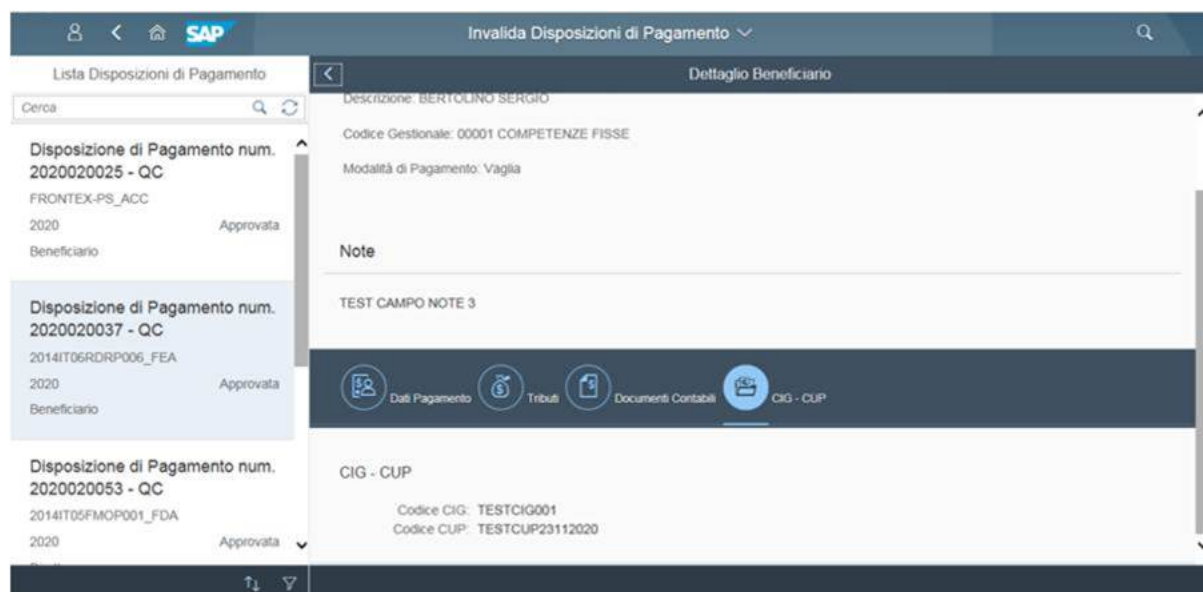 SAP
Invalida Disposizioni di Pagamento
Lista Disposizioni di Pagamento
Cerca
Disposizione di Pagamento num.
2020020025 - QC
FRONTEX-PS_ACC
2020 Approvata
Beneficiario
Disposizione di Pagamento num.
2020020037 - QC
2014IT06RDRP006_FEA
2020 Approvata
Beneficiario
Disposizione di Pagamento num.
2020020053 - QC
2014IT05FMOP001_FDA
2020 Approvata
Dettaglio Beneficiario
Descrizione: BERTOLINO SERGIO
Codice Gestionale: 00001 COMPETENZE FISSE
Modalità di Pagamento: Vaglia
Note
TEST CAMPO NOTE 3
Dati Pagamento Tributi Documenti Contabili CIG - CUP
CIG - CUP
Codice CIG: TESTCIG001
Codice CUP: TESTCUP23112020